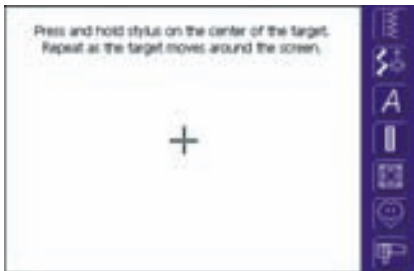 Press and hold stylus on the center of the target.
Repeat as the target moves around the screen.
A